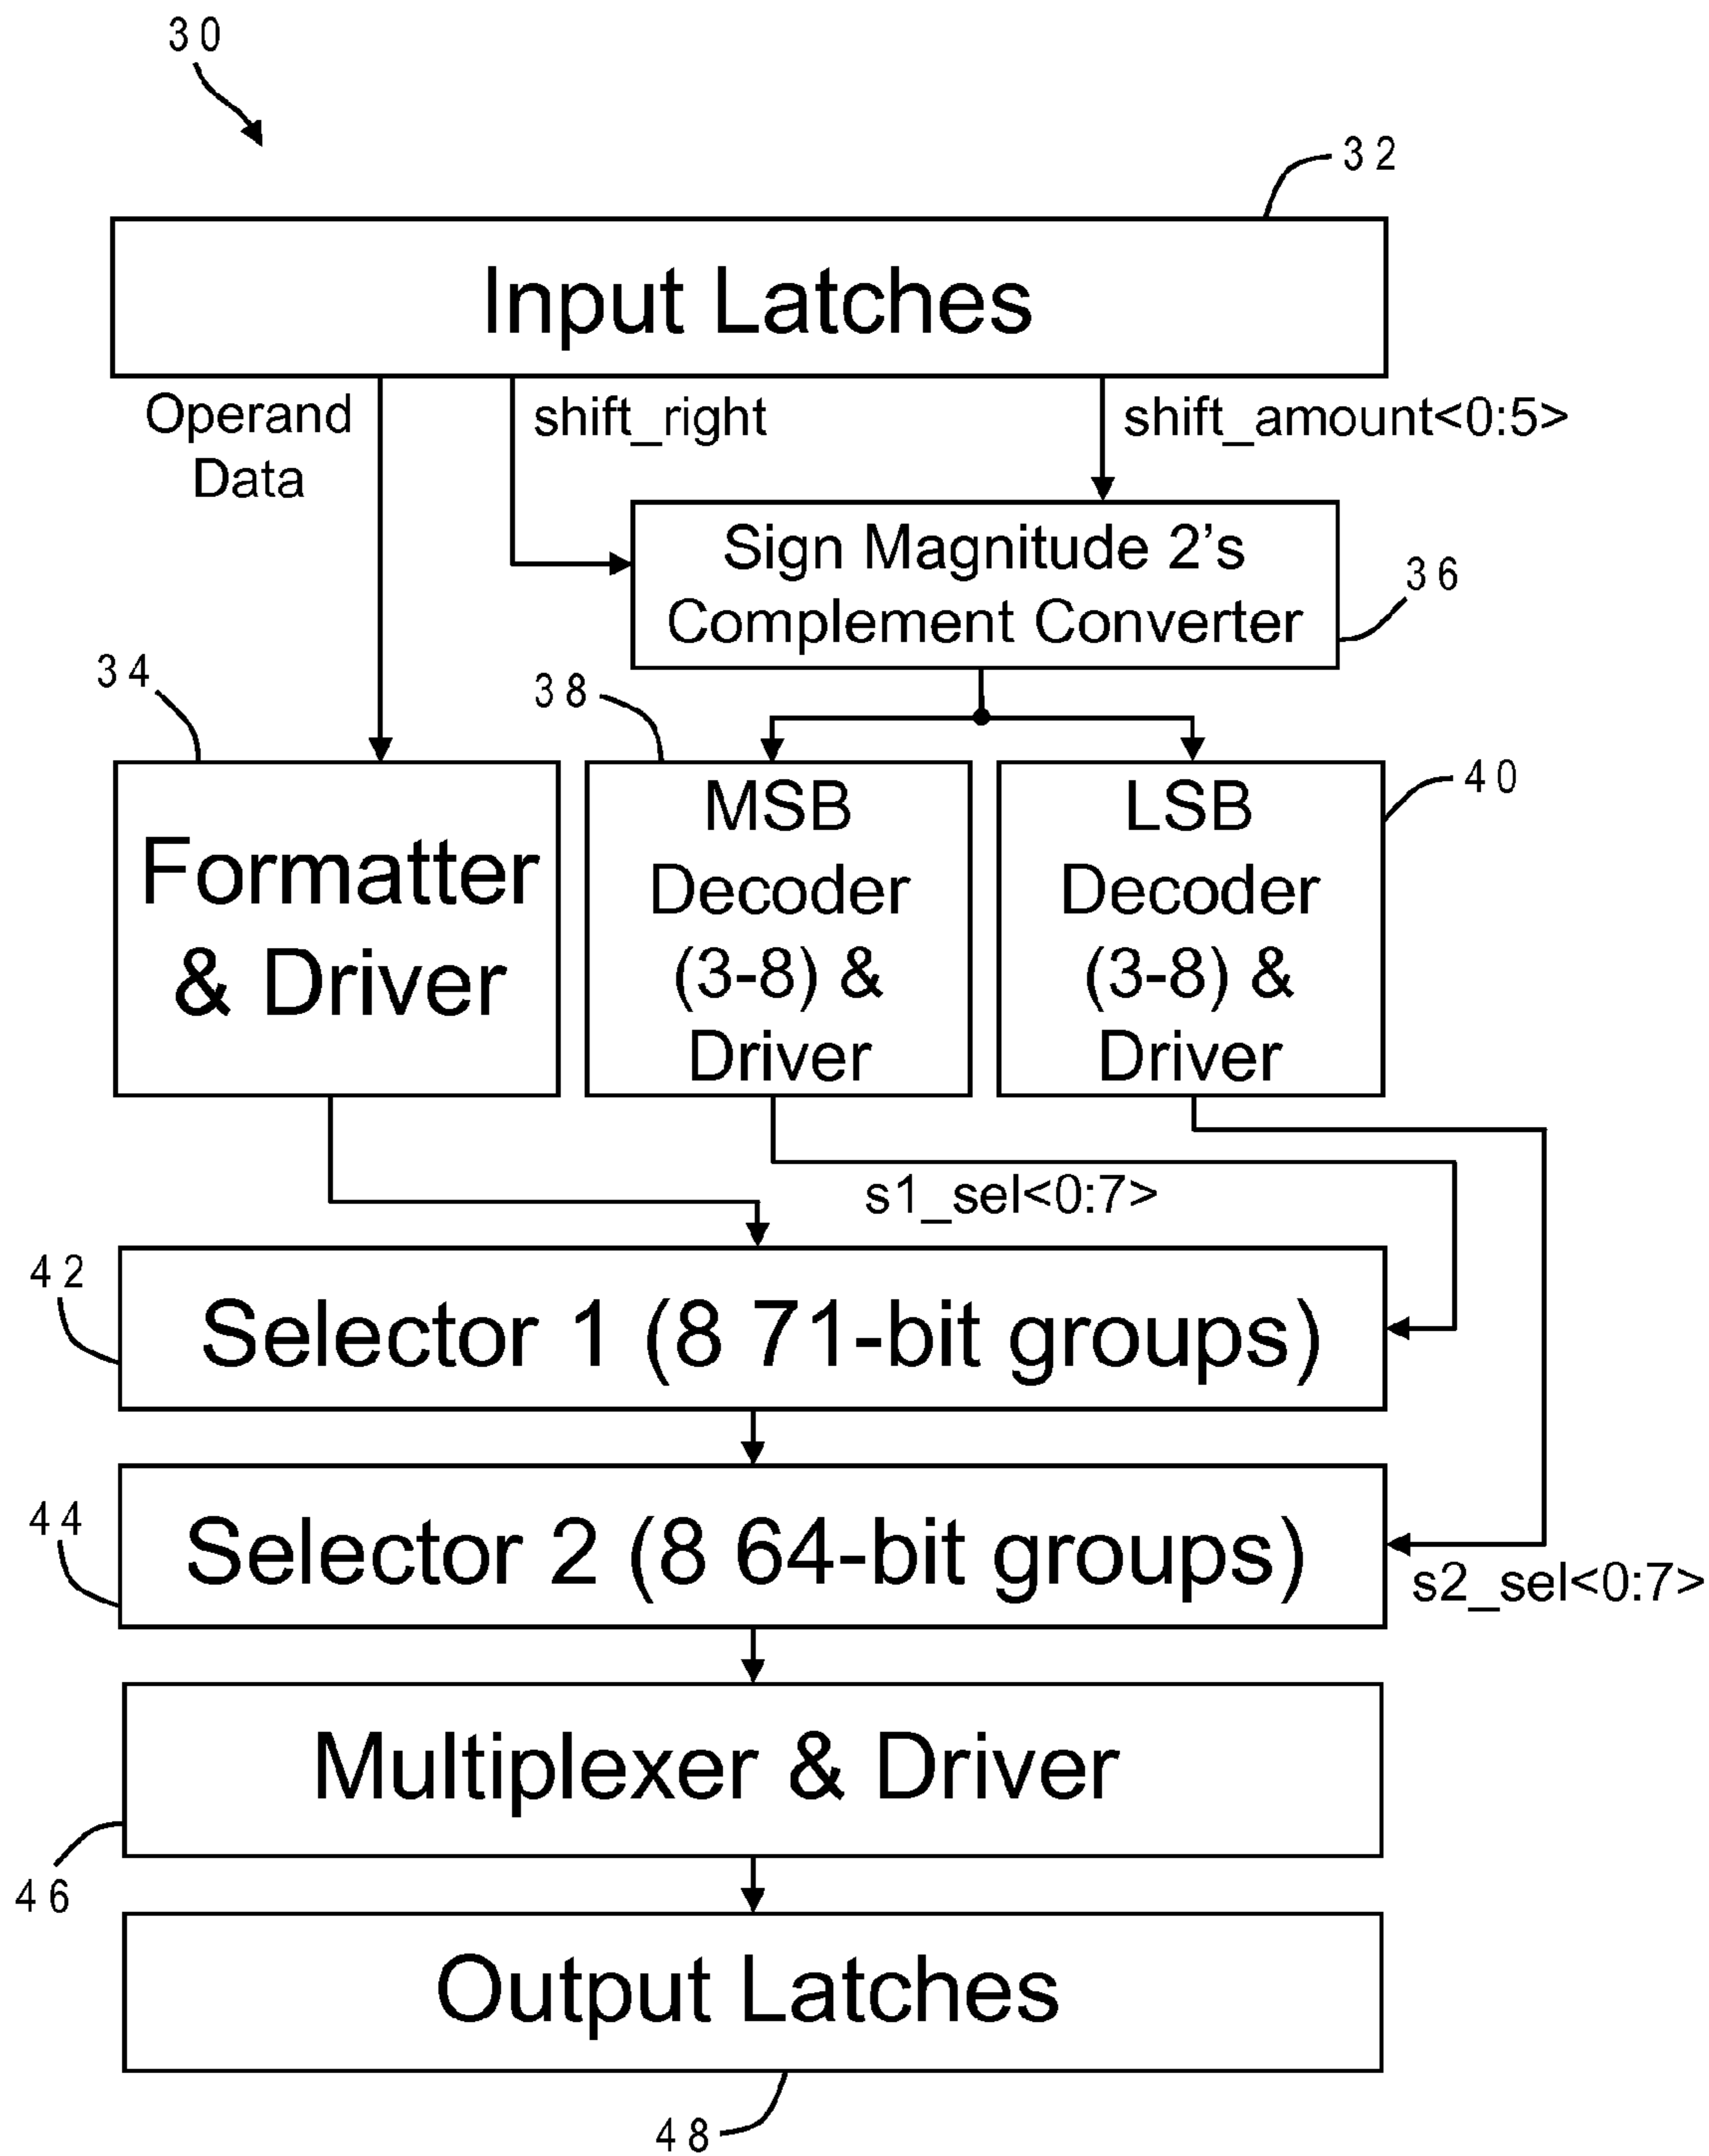 30
32
Input Latches
Operand
Data
shift_right
shift_amount<0:5>
Sign Magnitude 2's
Complement Converter
36
34
38
40
Formatter
& Driver
MSB
Decoder
(3-8) &
Driver
LSB
Decoder
(3-8) &
Driver
s1_sel<0:7>
42
Selector 1 (8 71-bit groups)
44
Selector 2 (8 64-bit groups)
s2_sel<0:7>
Multiplexer & Driver
46
Output Latches
48